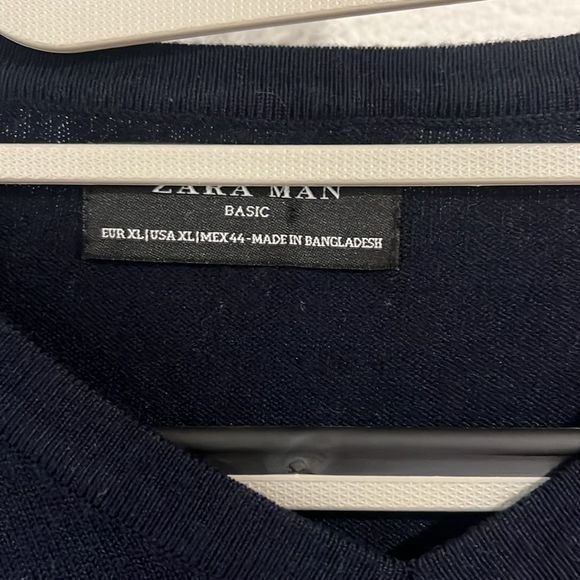 ZARA MAN
BASIC
EUR XL | USA XL | MEX 44 - MADE IN BANGLADESH